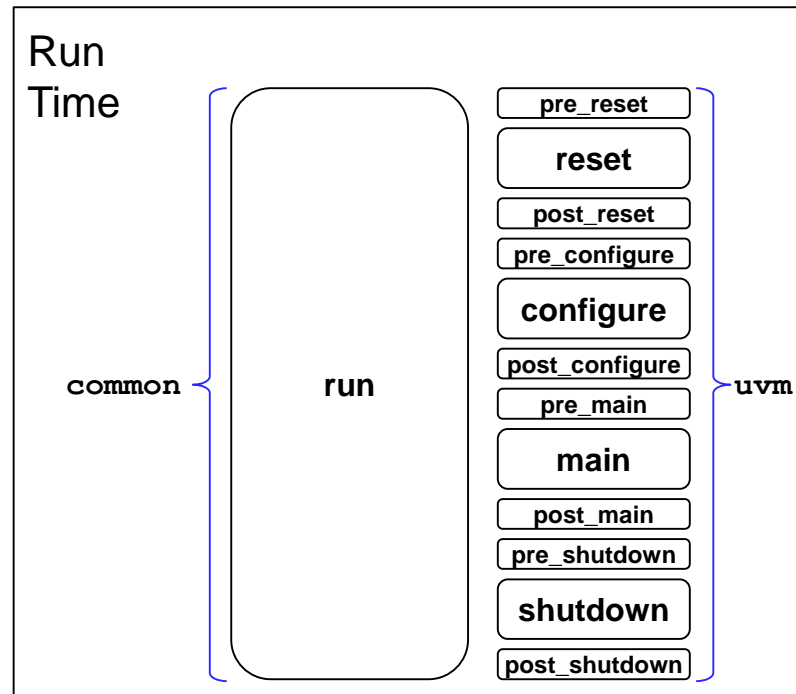 Run
Time
common
run
pre_reset
reset
post_reset
pre_configure
configure
post_configure
pre_main
main
post_main
pre_shutdown
shutdown
post_shutdown
uvm